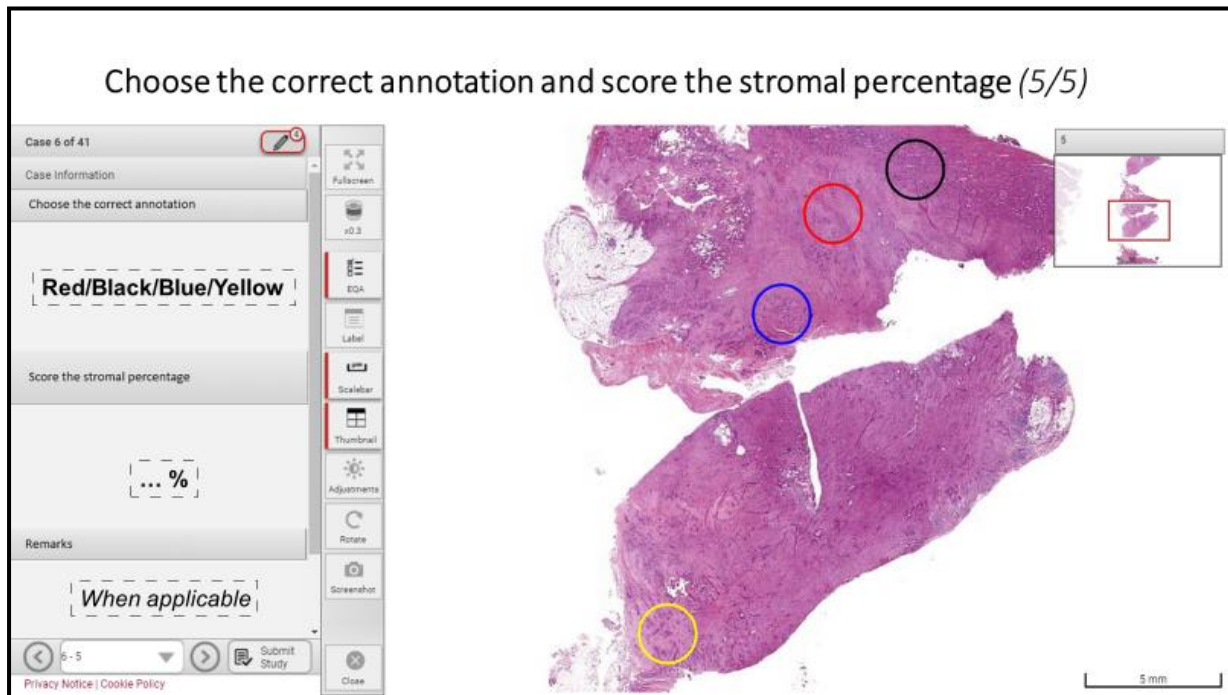 Choose the correct annotation and score the stromal percentage (5/5)
Case 6 of 41
4
Case Information
Choose the correct annotation
Red/Black/Blue/Yellow
Score the stromal percentage
... %
Remarks
When applicable
6 - 5
Submit
Study
Privacy Notice | Cookie Policy
Fullscreen
x0.3
EQA
Label
Scalebar
Thumbnail
Adjustments
Rotate
Screenshot
Close
5
5 mm